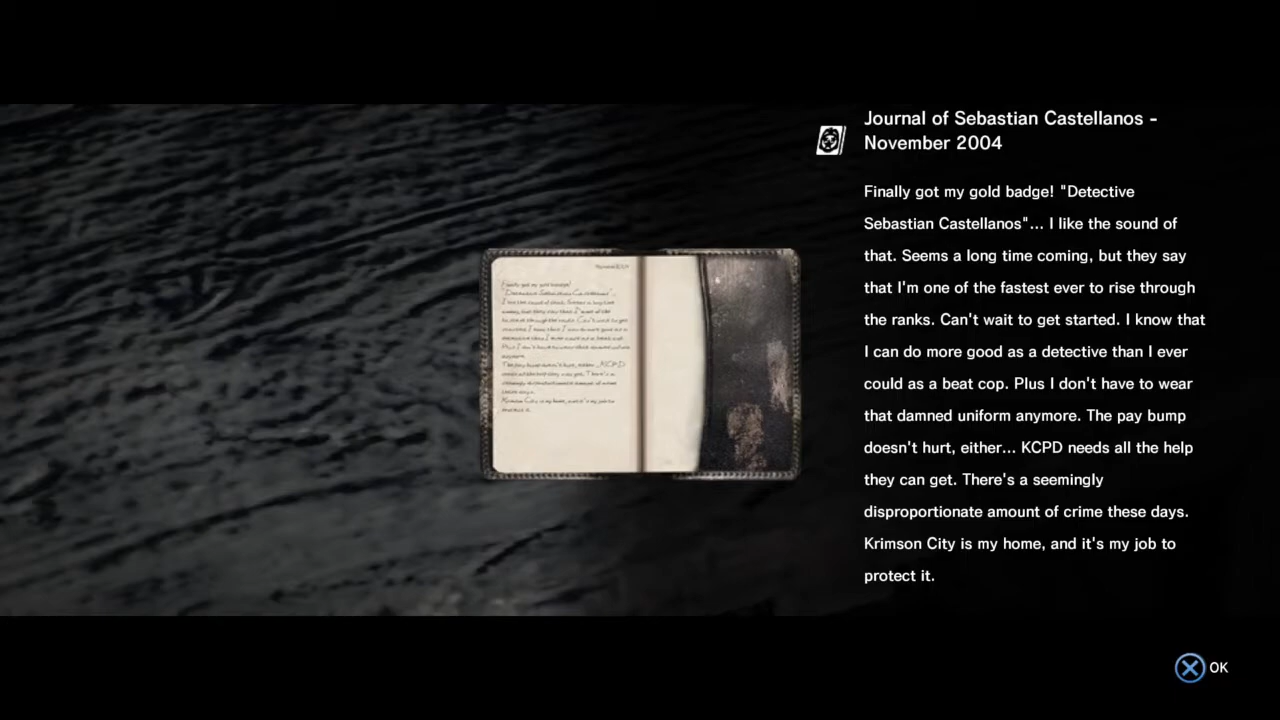 Journal of Sebastian Castellanos -
November 2004
Finally got my gold badge! "Detective
Sebastian Castellanos"... I like the sound of
that. Seems a long time coming, but they say
that I'm one of the fastest ever to rise through
the ranks. Can't wait to get started. I know that
I can do more good as a detective than I ever
could as a beat cop. Plus I don't have to wear
that damned uniform anymore. The pay bump
doesn't hurt, either... KCPD needs all the help
they can get. There's a seemingly
disproportionate amount of crime these days.
Krimson City is my home, and it's my job to
protect it.
OK